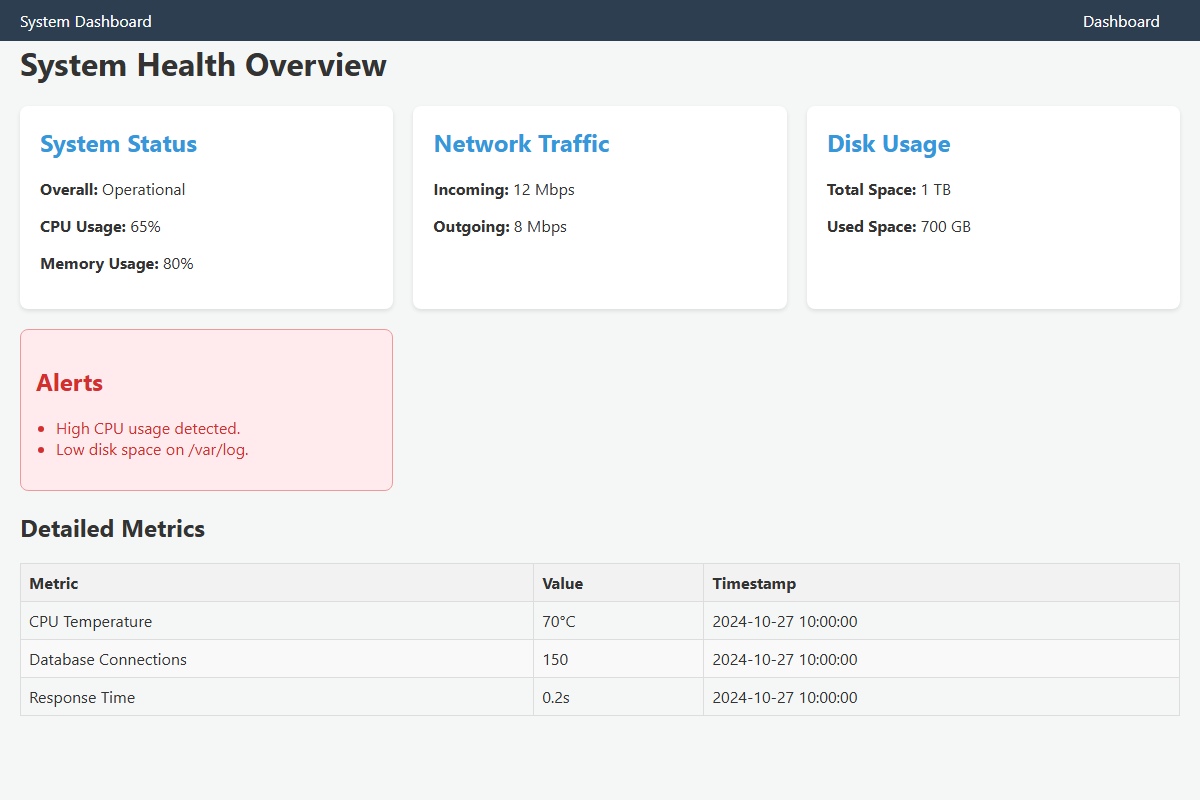 System Dashboard
Dashboard
System Health Overview
System Status
Overall: Operational
CPU Usage: 65%
Memory Usage: 80%
Network Traffic
Incoming: 12 Mbps
Outgoing: 8 Mbps
Disk Usage
Total Space: 1 TB
Used Space: 700 GB
Alerts
High CPU usage detected.
Low disk space on /var/log.
Detailed Metrics
Metric Value Timestamp
CPU Temperature 70°C 2024-10-27 10:00:00
Database Connections 150 2024-10-27 10:00:00
Response Time 0.2s 2024-10-27 10:00:00